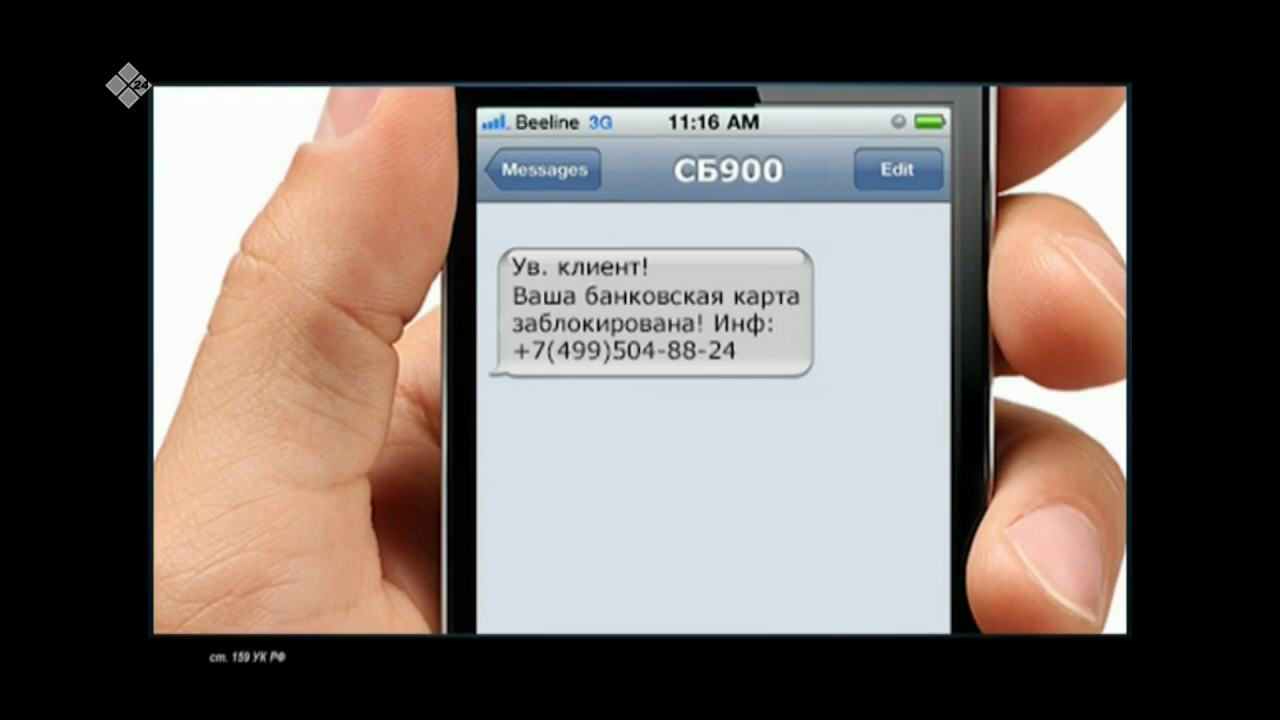 24
Beeline 3G 11:16 AM
Messages СБ900 Edit
Ув. клиент!
Ваша банковская карта
заблокирована! Инф:
+7(499)504-88-24
ст. 159 УК РФ